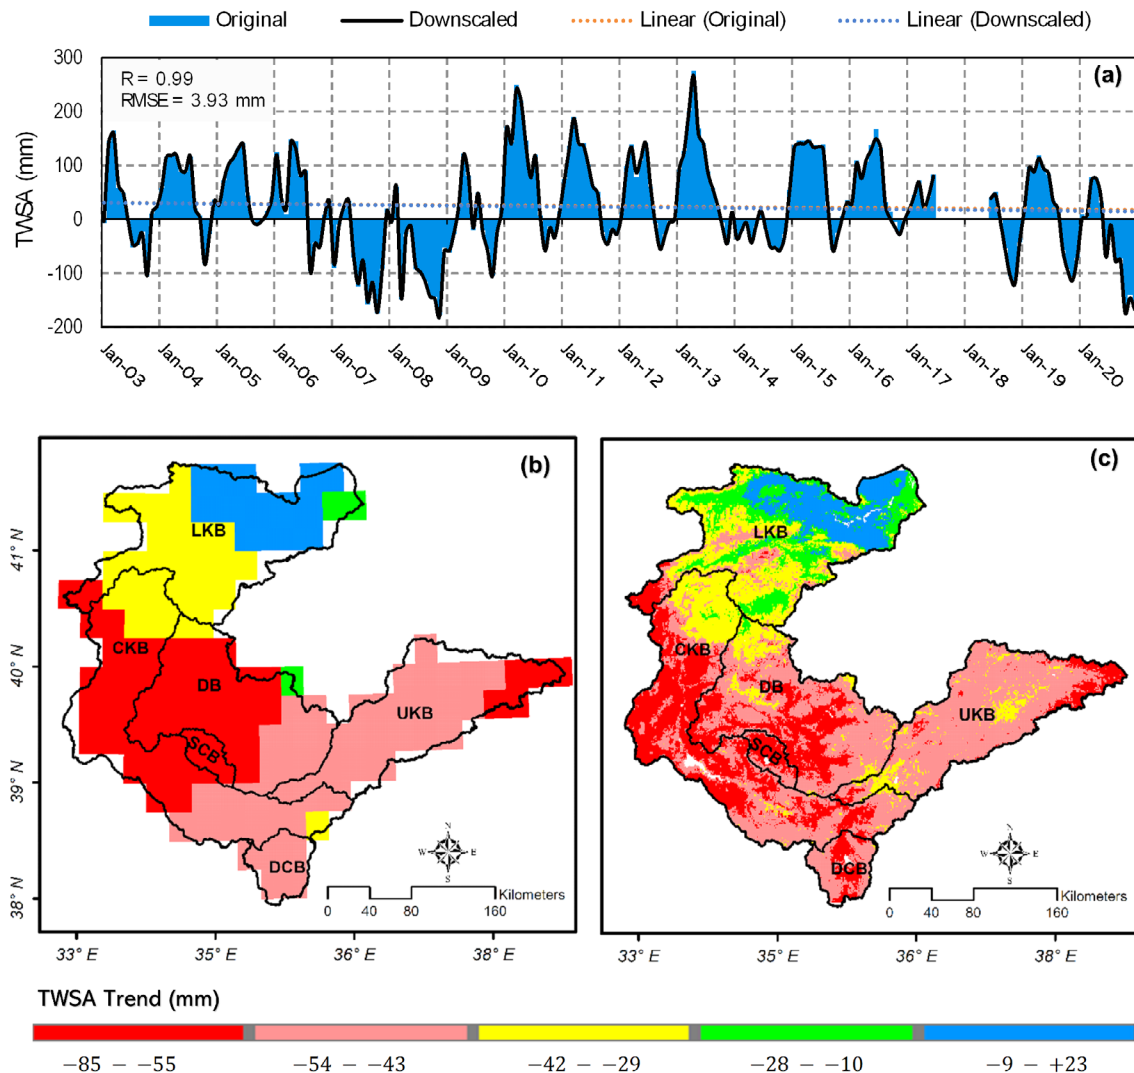 Original Downscaled Linear (Original) Linear (Downscaled)
(a)
R = 0.99
RMSE = 3.93 mm
TWSA (mm)
300
200
100
0
-100
-200
Jan-03 Jan-04 Jan-05 Jan-06 Jan-07 Jan-08 Jan-09 Jan-10 Jan-11 Jan-12 Jan-13 Jan-14 Jan-15 Jan-16 Jan-17 Jan-18 Jan-19 Jan-20
(b)
LKB
CKB
DB
UKB
SCB
DCB
N
W E
S
0 40 80 160 Kilometers
41° N
40° N
39° N
38° N
33° E 35° E 36° E 38° E
(c)
LKB
CKB
DB
UKB
SCB
DCB
N
W E
S
0 40 80 160 Kilometers
33° E 35° E 36° E 38° E
TWSA Trend (mm)
−85 − −55 −54 − −43 −42 − −29 −28 − −10 −9 − +23